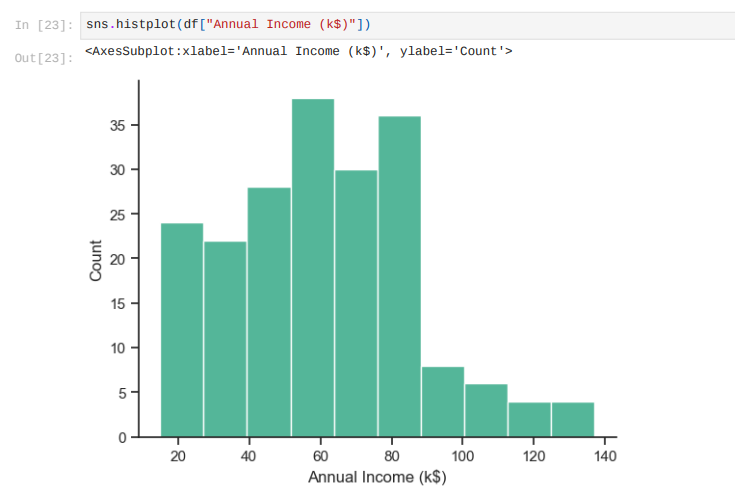 In [23]: sns.histplot(df["Annual Income (k$)"])
Out[23]: <AxesSubplot:xlabel='Annual Income (k$)', ylabel='Count'>
35
30
25
20
15
10
5
0
Count
20 40 60 80 100 120 140
Annual Income (k$)